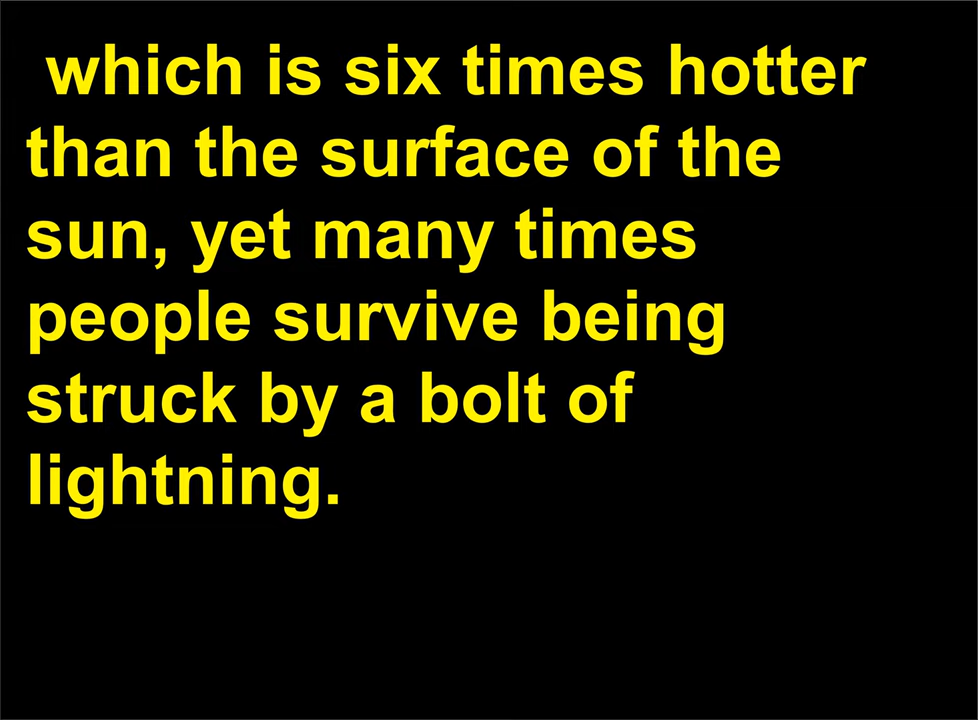 which is six times hotter
than the surface of the
sun, yet many times
people survive being
struck by a bolt of
lightning.